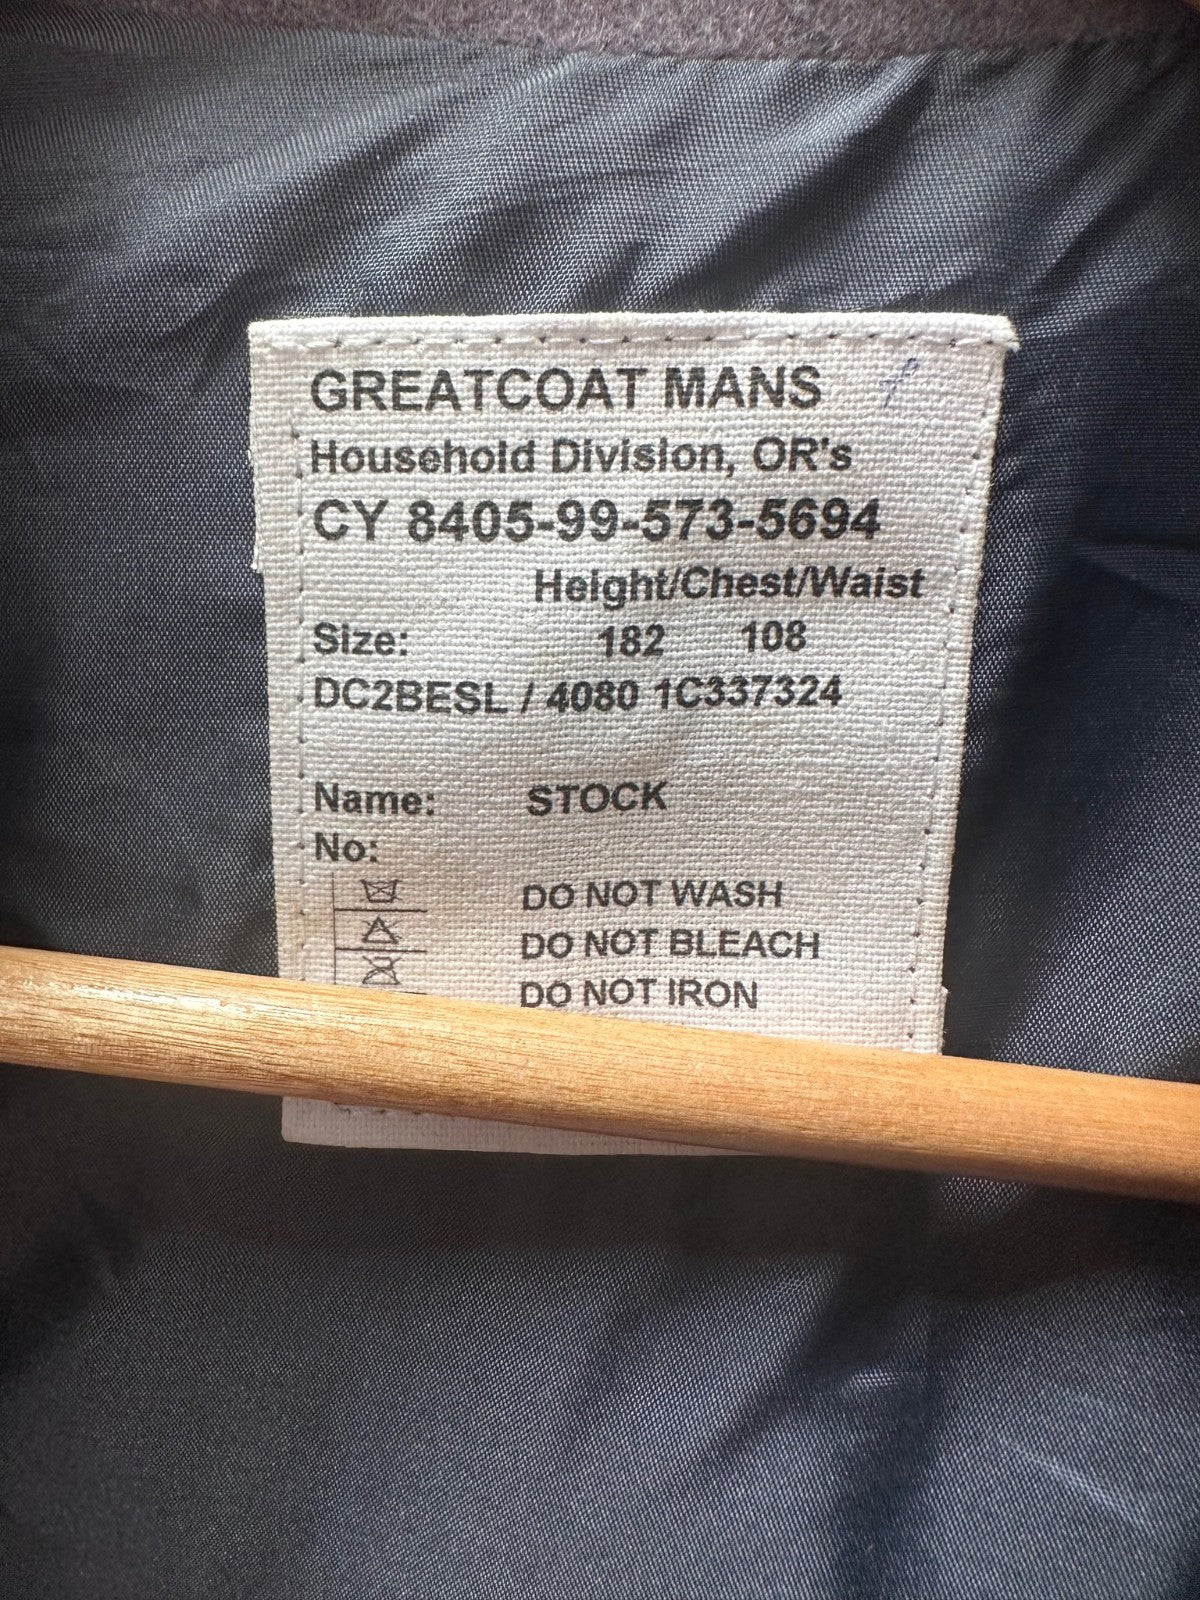 GREATCOAT MANS
Household Division, OR's
CY 8405-99-573-5694
Height/Chest/Waist
Size: 182 108
DC2BESL / 4080 1C337324
Name: STOCK
No:
DO NOT WASH
DO NOT BLEACH
DO NOT IRON